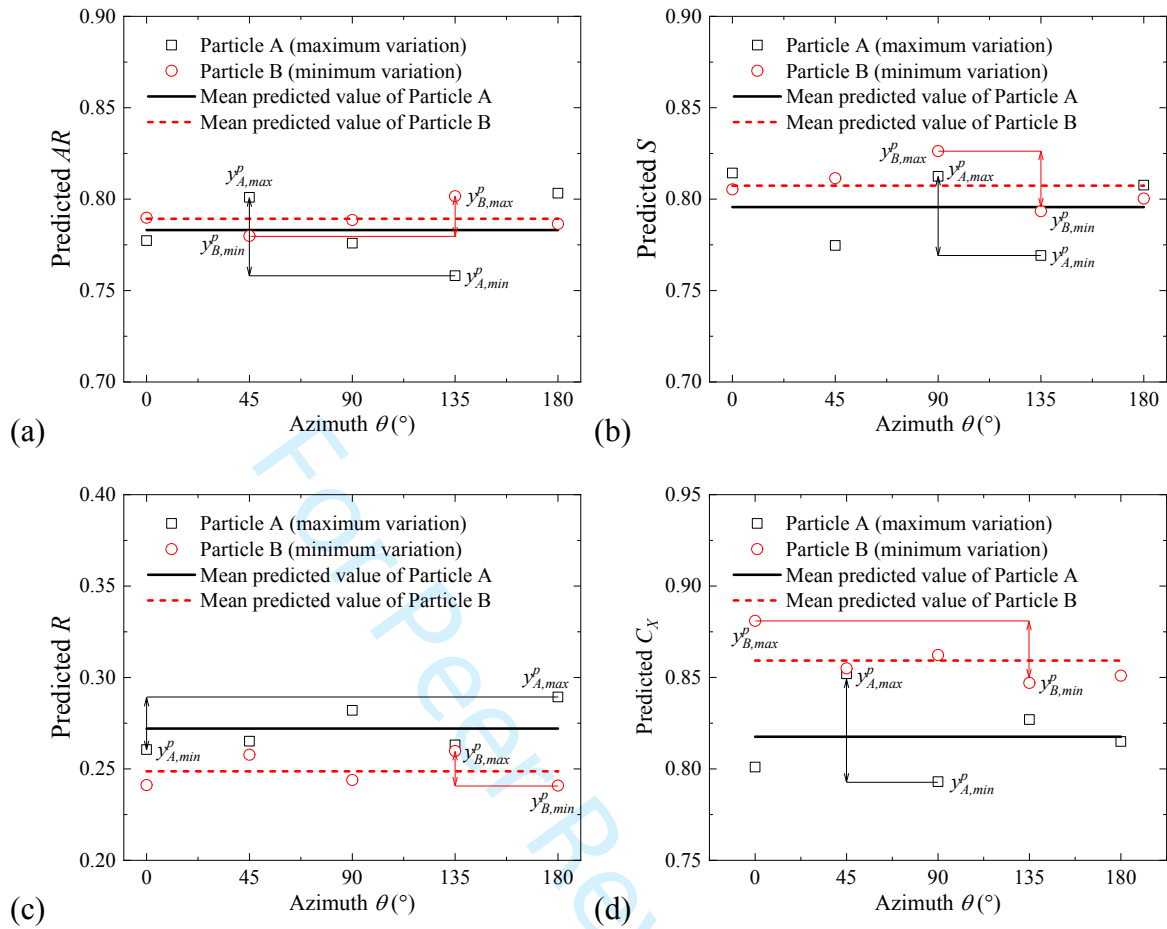 Particle A (maximum variation)
Particle B (minimum variation)
Mean predicted value of Particle A
Mean predicted value of Particle B
0.90
0.85
0.80
0.75
0.70
Predicted AR
y^p_{A,max}
y^p_{B,max}
y^p_{B,min}
y^p_{A,min}
0 45 90 135 180
Azimuth θ (°)
(a)
Particle A (maximum variation)
Particle B (minimum variation)
Mean predicted value of Particle A
Mean predicted value of Particle B
0.90
0.85
0.80
0.75
0.70
Predicted S
y^p_{B,max}
y^p_{A,max}
y^p_{B,min}
y^p_{A,min}
0 45 90 135 180
Azimuth θ (°)
(b)
Particle A (maximum variation)
Particle B (minimum variation)
Mean predicted value of Particle A
Mean predicted value of Particle B
0.40
0.35
0.30
0.25
0.20
Predicted R
y^p_{A,max}
y^p_{A,min}
y^p_{B,max}
y^p_{B,min}
0 45 90 135 180
Azimuth θ (°)
(c)
Particle A (maximum variation)
Particle B (minimum variation)
Mean predicted value of Particle A
Mean predicted value of Particle B
0.95
0.90
0.85
0.80
0.75
Predicted C_X
y^p_{B,max}
y^p_{A,max}
y^p_{B,min}
y^p_{A,min}
0 45 90 135 180
Azimuth θ (°)
(d)
For Peer Rev